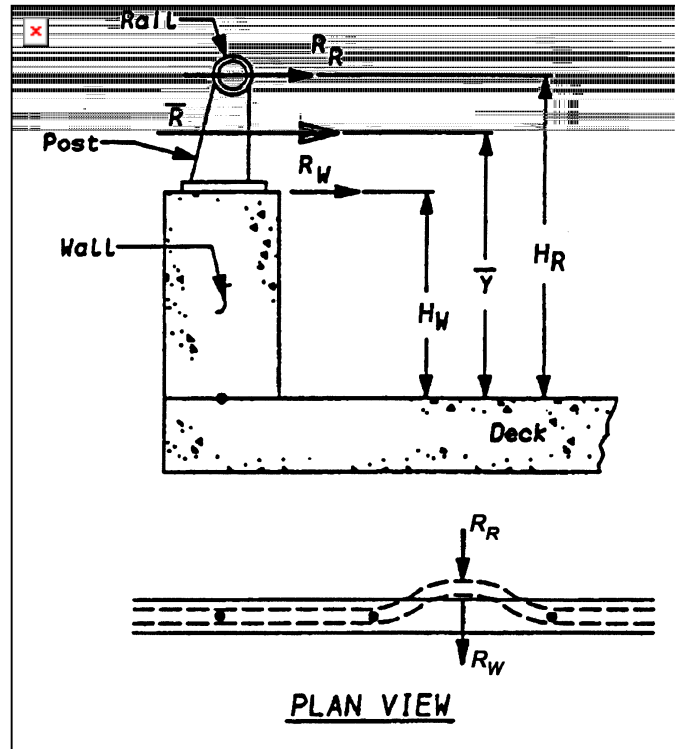 Rail
R_R
R̅
Post
R_W
Wall
H_R
Y̅
H_W
Deck
R_R
R_W
PLAN VIEW